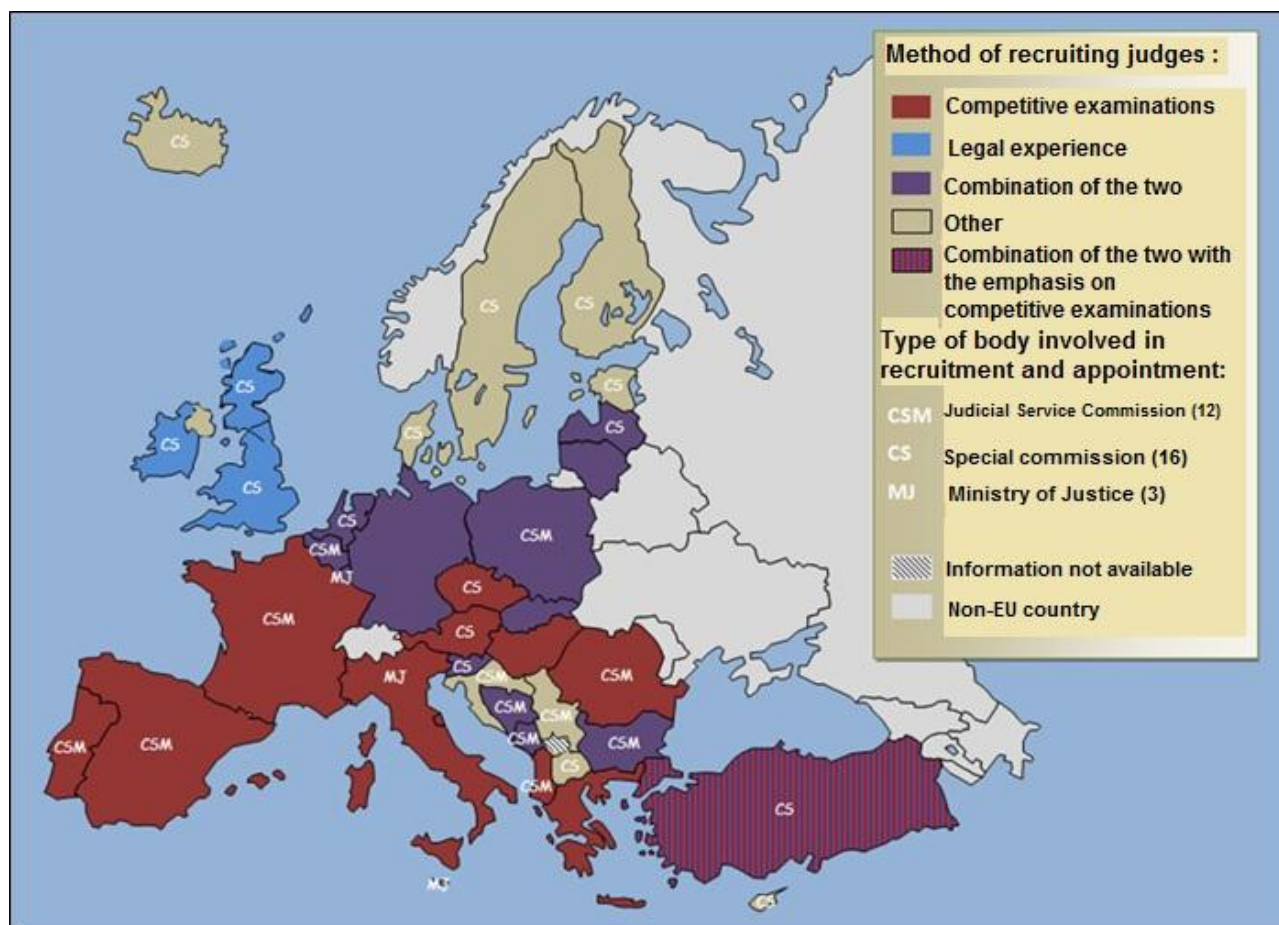 Method of recruiting judges :
Competitive examinations
Legal experience
Combination of the two
Other
Combination of the two with
the emphasis on
competitive examinations
Type of body involved in
recruitment and appointment:
CSM Judicial Service Commission (12)
CS Special commission (16)
MJ Ministry of Justice (3)
Information not available
Non-EU country
CS
CS
CS
CS
CS
CS
CS
CS
CS
CS
CSM
CSM
MJ
CS
CSM
CS
MJ
CS
CSM
CSM
CSM
CSM
CSM
CSM
CSM
CSM
CS
CSM
CS
MJ
CS